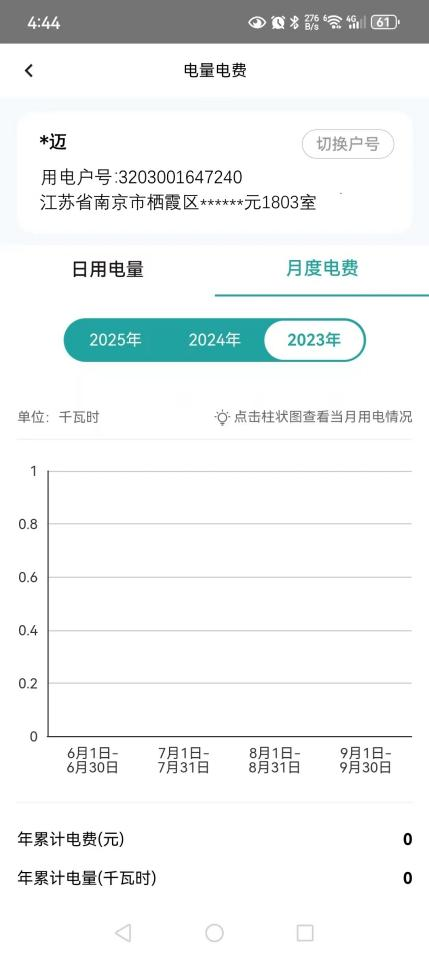 4:44
276 B/s
6
4G
61
电量电费
*迈
切换户号
用电户号:3203001647240
江苏省南京市栖霞区******元1803室
日用电量
月度电费
2025年
2024年
2023年
单位：千瓦时
点击柱状图查看当月用电情况
1
0.8
0.6
0.4
0.2
0
6月1日-
6月30日
7月1日-
7月31日
8月1日-
8月31日
9月1日-
9月30日
年累计电费(元)
0
年累计电量(千瓦时)
0